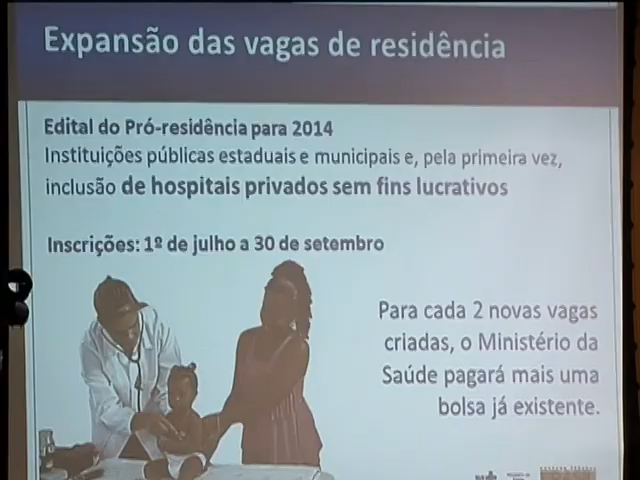 Expansão das vagas de residência
Edital do Pró-residência para 2014
Instituições públicas estaduais e municipais e, pela primeira vez,
inclusão de hospitais privados sem fins lucrativos
Inscrições: 1º de julho a 30 de setembro
Para cada 2 novas vagas
criadas, o Ministério da
Saúde pagará mais uma
bolsa já existente.